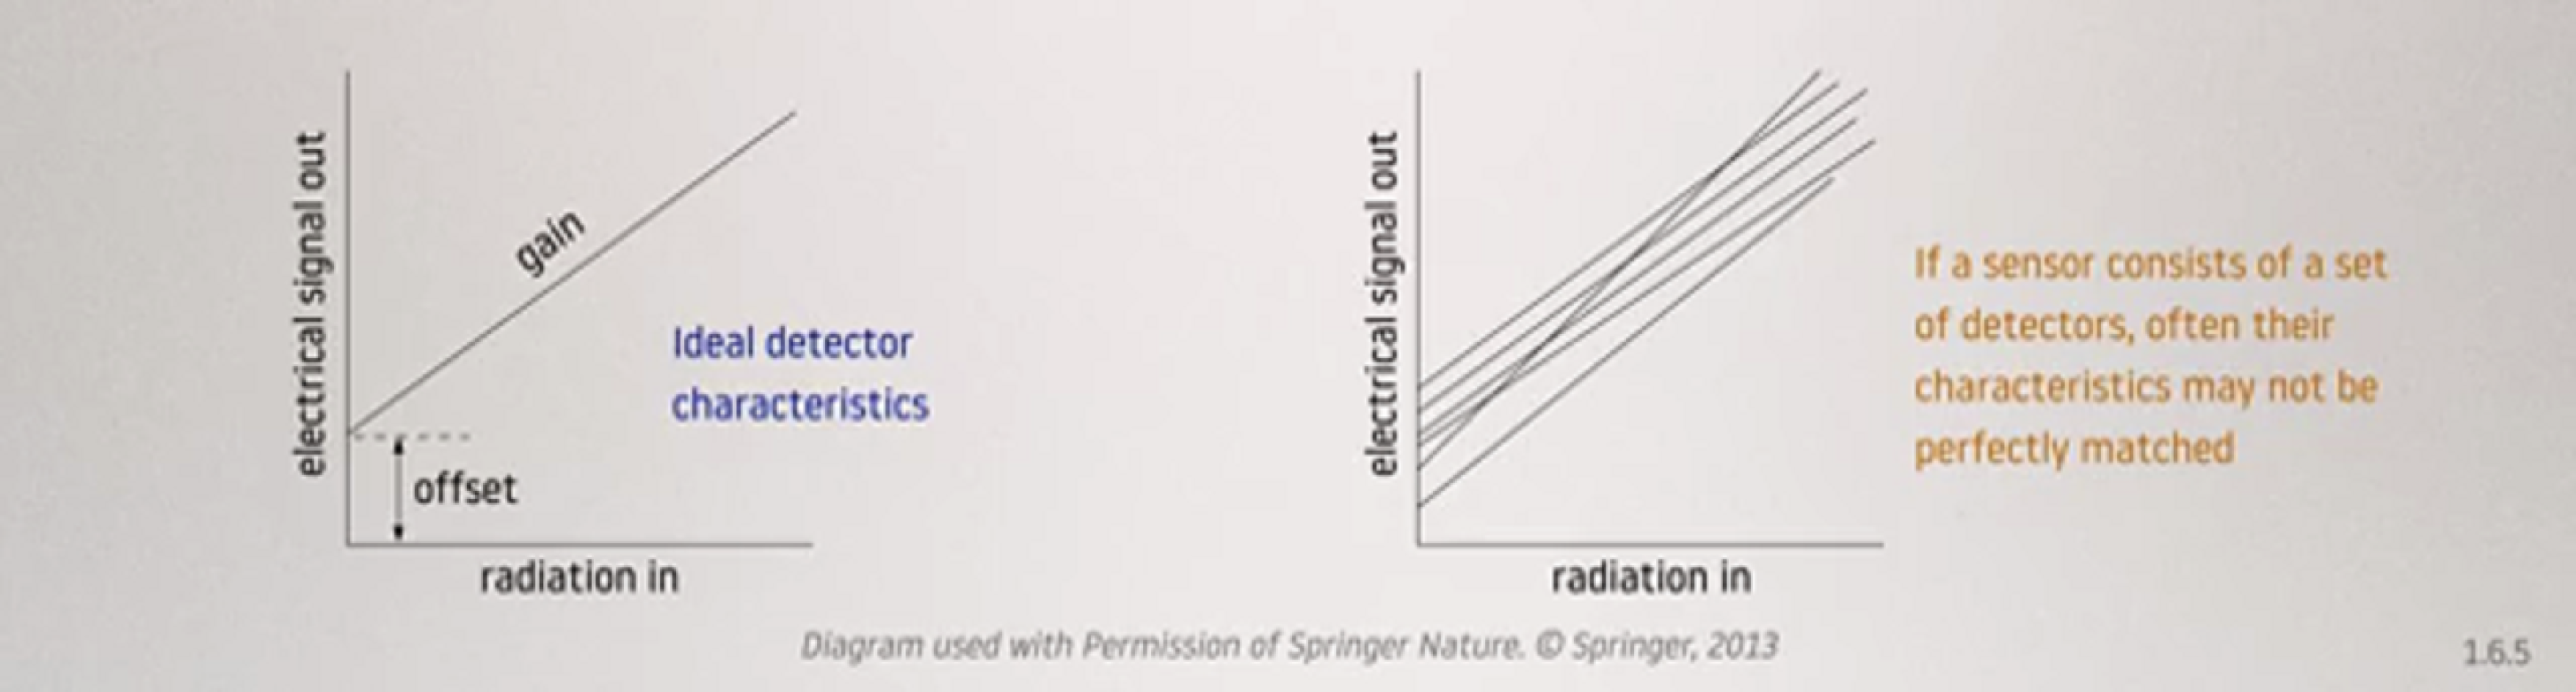 electrical signal out
gain
Ideal detector
characteristics
offset
radiation in
electrical signal out
If a sensor consists of a set
of detectors, often their
characteristics may not be
perfectly matched
radiation in
Diagram used with Permission of Springer Nature. © Springer, 2013
1.6.5